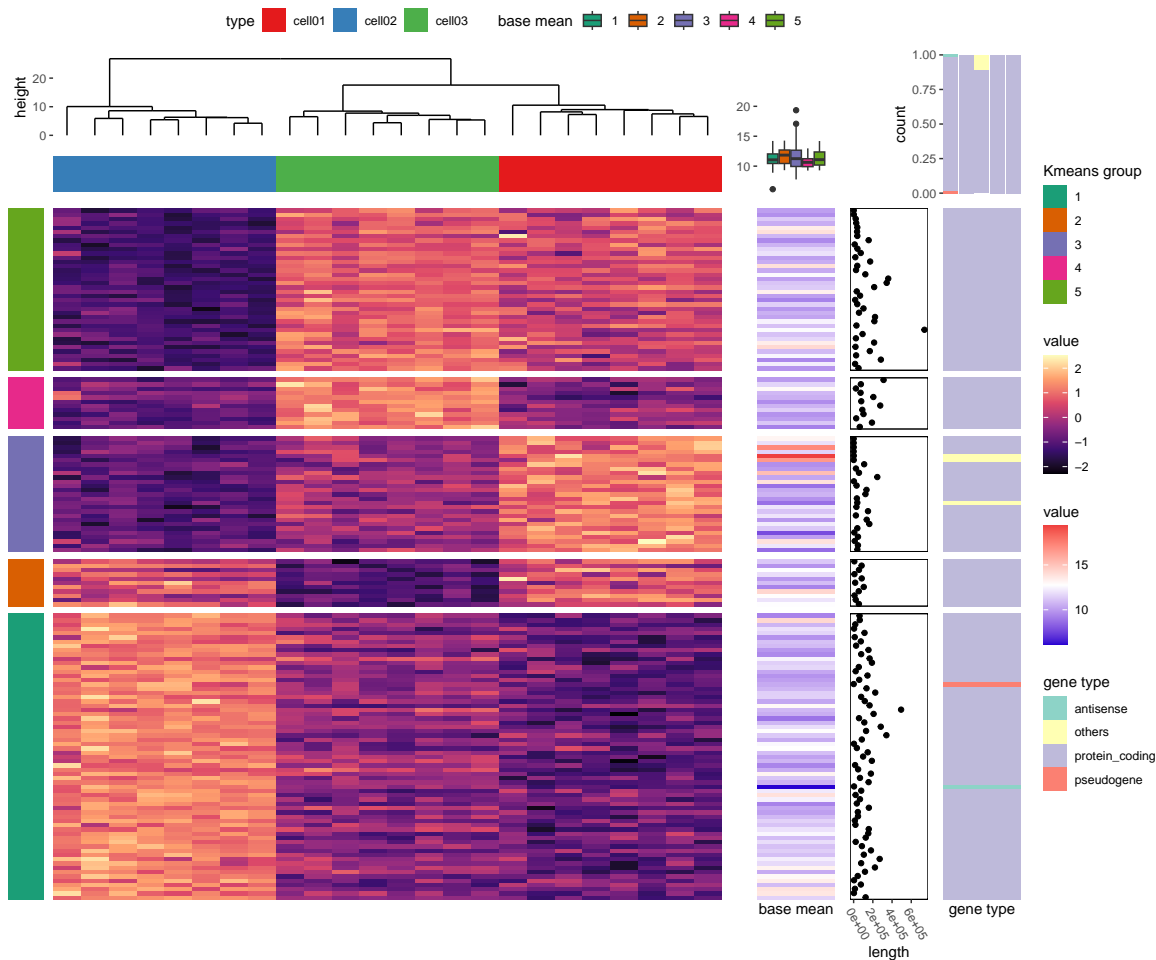 type cell01 cell02 cell03 base mean 1 2 3 4 5
height
20
10
0
20
15
10
count
1.00
0.75
0.50
0.25
0.00
Kmeans group
1
2
3
4
5
value
2
1
0
−1
−2
value
15
10
gene type
antisense
others
protein_coding
pseudogene
base mean
0e+00
2e+05
4e+05
6e+05
length
gene type